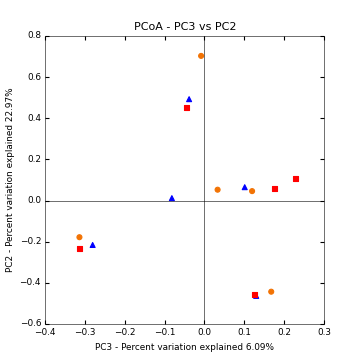 PCoA - PC3 vs PC2
0.8
0.6
0.4
0.2
0.0
−0.2
−0.4
−0.6
PC2 - Percent variation explained 22.97%
−0.4 −0.3 −0.2 −0.1 0.0 0.1 0.2 0.3
PC3 - Percent variation explained 6.09%